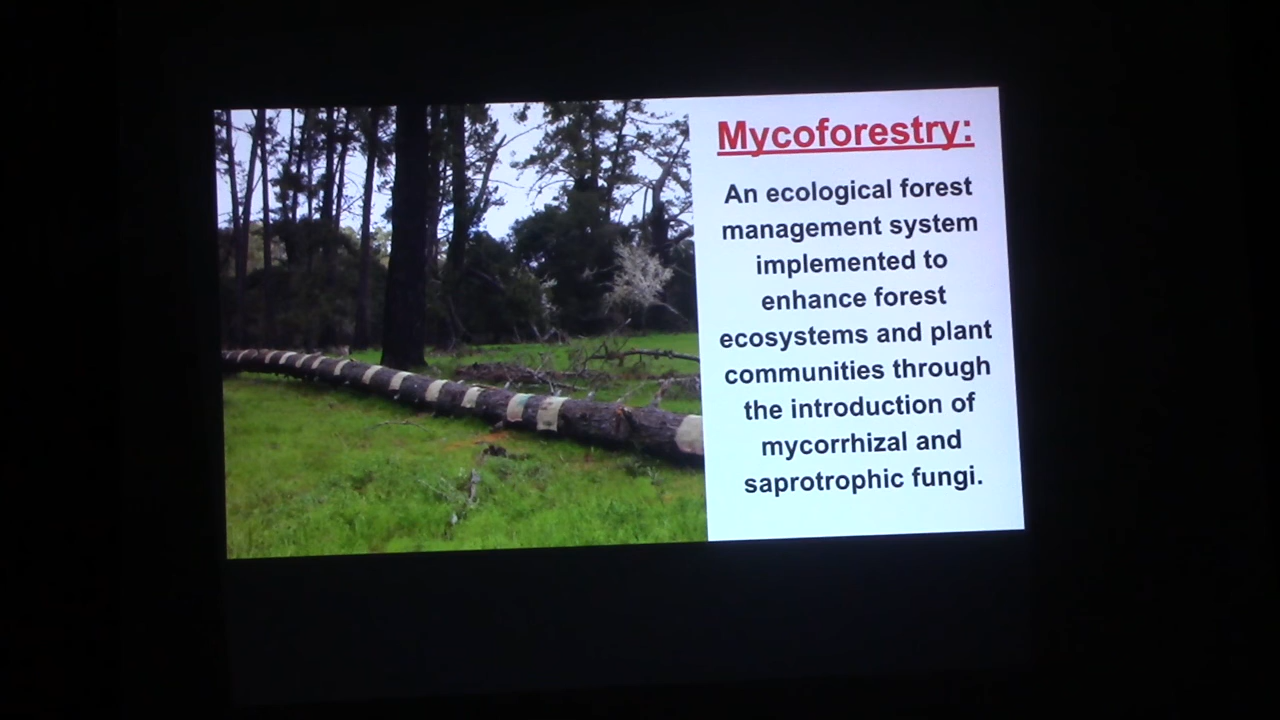 Mycoforestry:
An ecological forest
management system
implemented to
enhance forest
ecosystems and plant
communities through
the introduction of
mycorrhizal and
saprotrophic fungi.